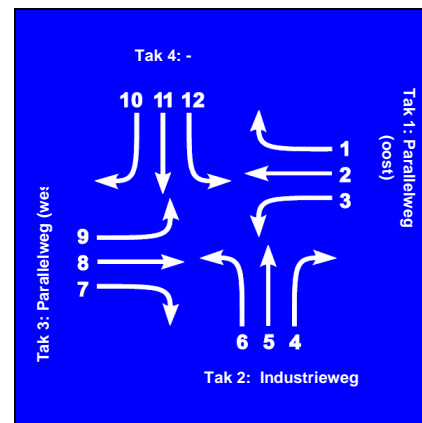 Tak 4: -
10 11 12
Tak 1: Parallelweg
(oost)
1
2
3
9
8
7
Tak 3: Parallelweg (wes
6 5 4
Tak 2: Industrieweg